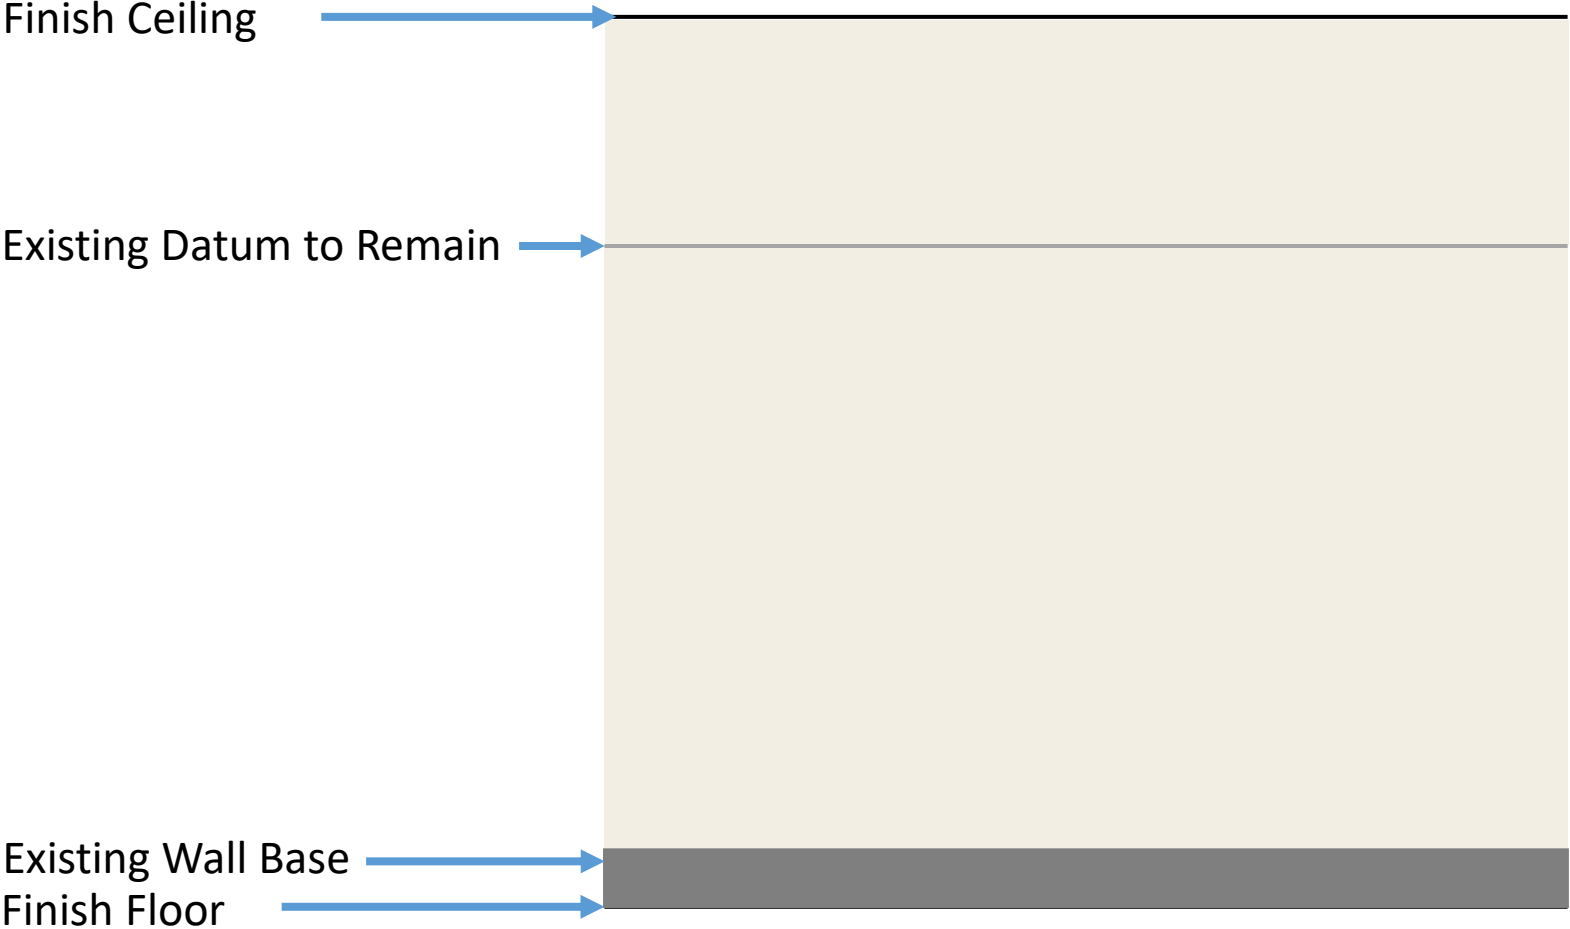 Finish Ceiling
Existing Datum to Remain
Existing Wall Base
Finish Floor